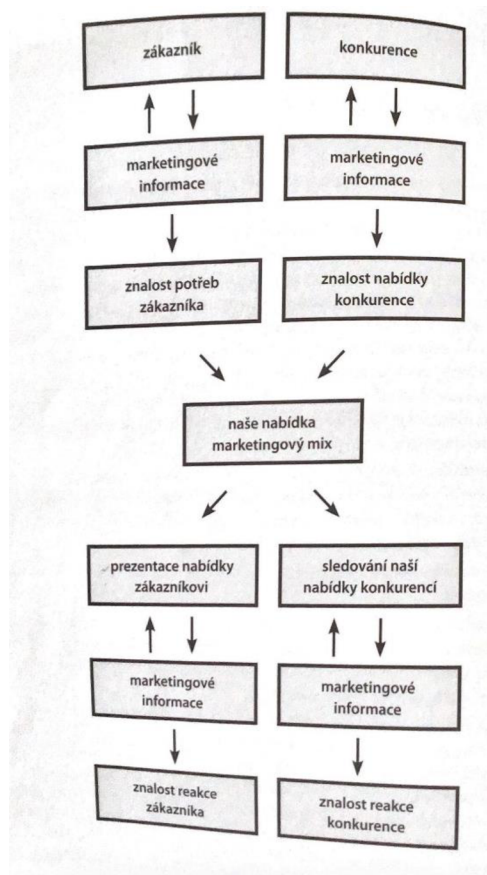 zákazník
konkurence
marketingové
informace
marketingové
informace
znalost potřeb
zákazníka
znalost nabídky
konkurence
naše nabídka
marketingový mix
prezentace nabídky
zákazníkovi
sledování naší
nabídky konkurencí
marketingové
informace
marketingové
informace
znalost reakce
zákazníka
znalost reakce
konkurence